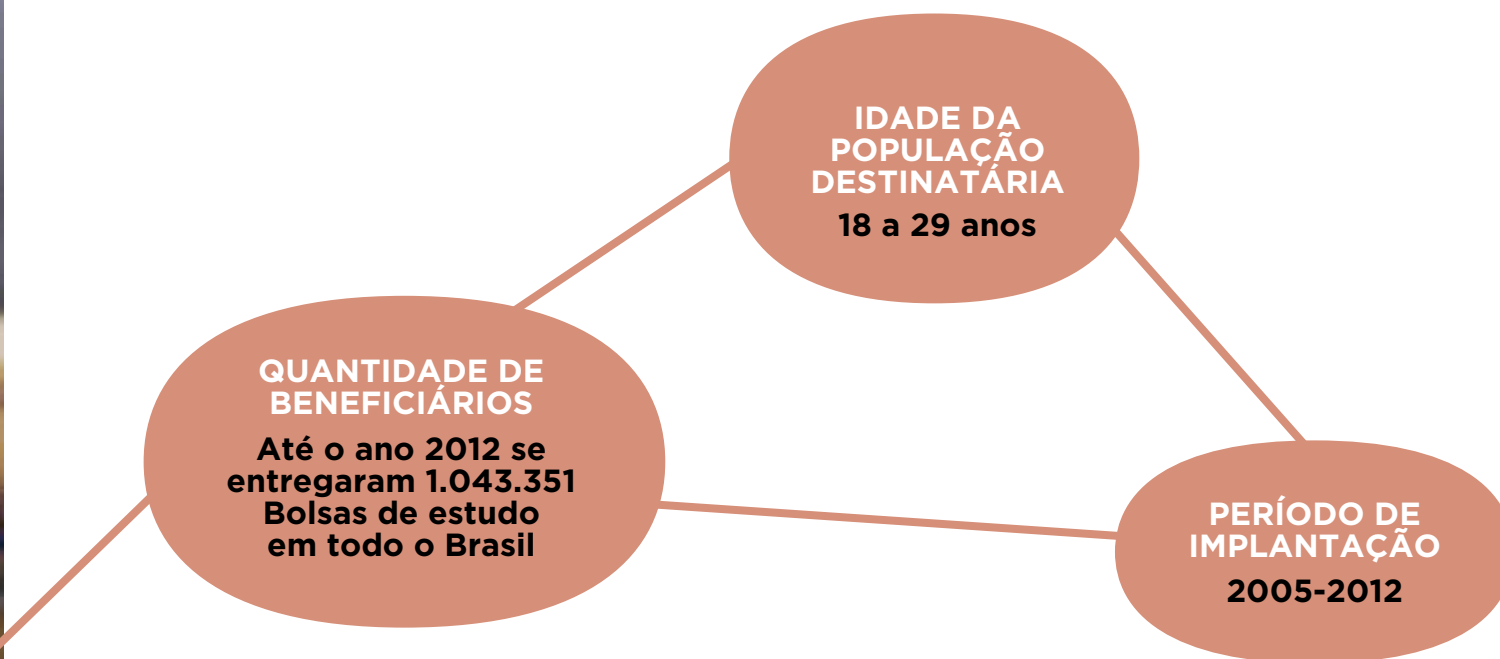 IDADE DA
POPULAÇÃO
DESTINATÁRIA
18 a 29 anos
QUANTIDADE DE
BENEFICIÁRIOS
Até o ano 2012 se
entregaram 1.043.351
Bolsas de estudo
em todo o Brasil
PERÍODO DE
IMPLANTAÇÃO
2005-2012